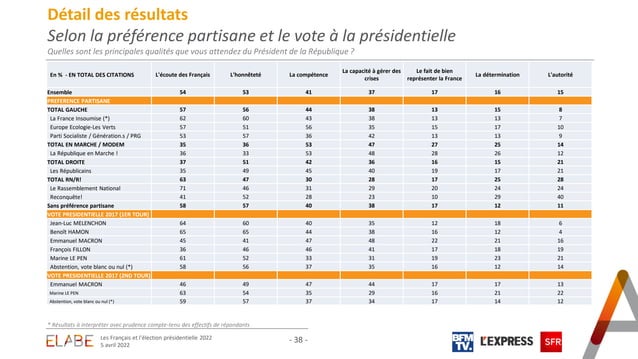 Détail des résultats
Selon la préférence partisane et le vote à la présidentielle
Quelles sont les principales qualités que vous attendez du Président de la République ?
En % - EN TOTAL DES CITATIONS L'écoute des Français L'honnêteté La compétence La capacité à gérer des crises Le fait de bien représenter la France La détermination L'autorité
Ensemble 54 53 41 37 17 16 15
PREFERENCE PARTISANE
TOTAL GAUCHE 57 56 44 38 13 15 8
La France Insoumise (*) 62 60 43 38 13 13 7
Europe Ecologie-Les Verts 57 51 56 35 15 17 10
Parti Socialiste / Génération.s / PRG 53 57 36 42 13 13 9
TOTAL EN MARCHE / MODEM 35 36 53 47 27 25 14
La République en Marche ! 36 33 53 48 28 26 12
TOTAL DROITE 37 51 42 36 16 15 21
Les Républicains 35 49 45 40 19 17 21
TOTAL RN/R! 63 47 30 28 17 25 28
Le Rassemblement National 71 46 31 29 20 24 24
Reconquête! 41 52 28 23 10 29 40
Sans préférence partisane 58 57 40 38 17 12 11
VOTE PRESIDENTIELLE 2017 (1ER TOUR)
Jean-Luc MELENCHON 64 60 40 35 12 18 6
Benoît HAMON 65 65 44 38 16 12 4
Emmanuel MACRON 45 41 47 48 22 21 16
François FILLON 36 46 46 41 17 18 19
Marine LE PEN 61 52 33 31 19 23 21
Abstention, vote blanc ou nul (*) 58 56 37 35 16 12 14
VOTE PRESIDENTIELLE 2017 (2ND TOUR)
Emmanuel MACRON 46 49 47 44 17 17 13
Marine LE PEN 63 54 35 29 16 21 22
Abstention, vote blanc ou nul (*) 59 57 37 34 17 14 12
* Résultats à interpréter avec prudence compte-tenu des effectifs de répondants
ELABE Les Français et l'élection présidentielle 2022
5 avril 2022
- 38 -
BFM TV. L'EXPRESS SFR